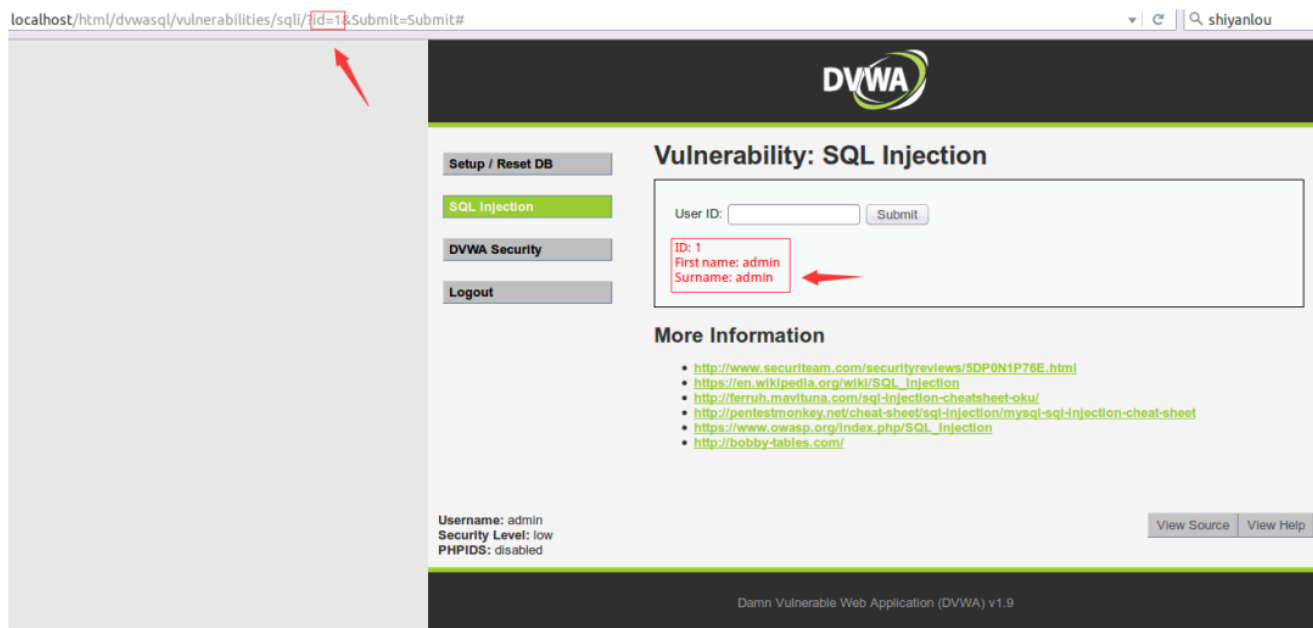 localhost/html/dvwasql/vulnerabilities/sqli/?id=1&Submit=Submit#
shiyanlou
DVWA
Setup / Reset DB
SQL Injection
DVWA Security
Logout
Vulnerability: SQL Injection
User ID:
Submit
ID: 1
First name: admin
Surname: admin
More Information
http://www.securiteam.com/securityreviews/5DP0N1P76E.html
https://en.wikipedia.org/wiki/SQL_injection
http://ferruh.mavituna.com/sql-injection-cheatsheet-oku/
http://pentestmonkey.net/cheat-sheet/sql-injection/mysql-sql-injection-cheat-sheet
https://www.owasp.org/index.php/SQL_Injection
http://bobby-tables.com/
Username: admin
Security Level: low
PHPIDS: disabled
View Source
View Help
Damn Vulnerable Web Application (DVWA) v1.9